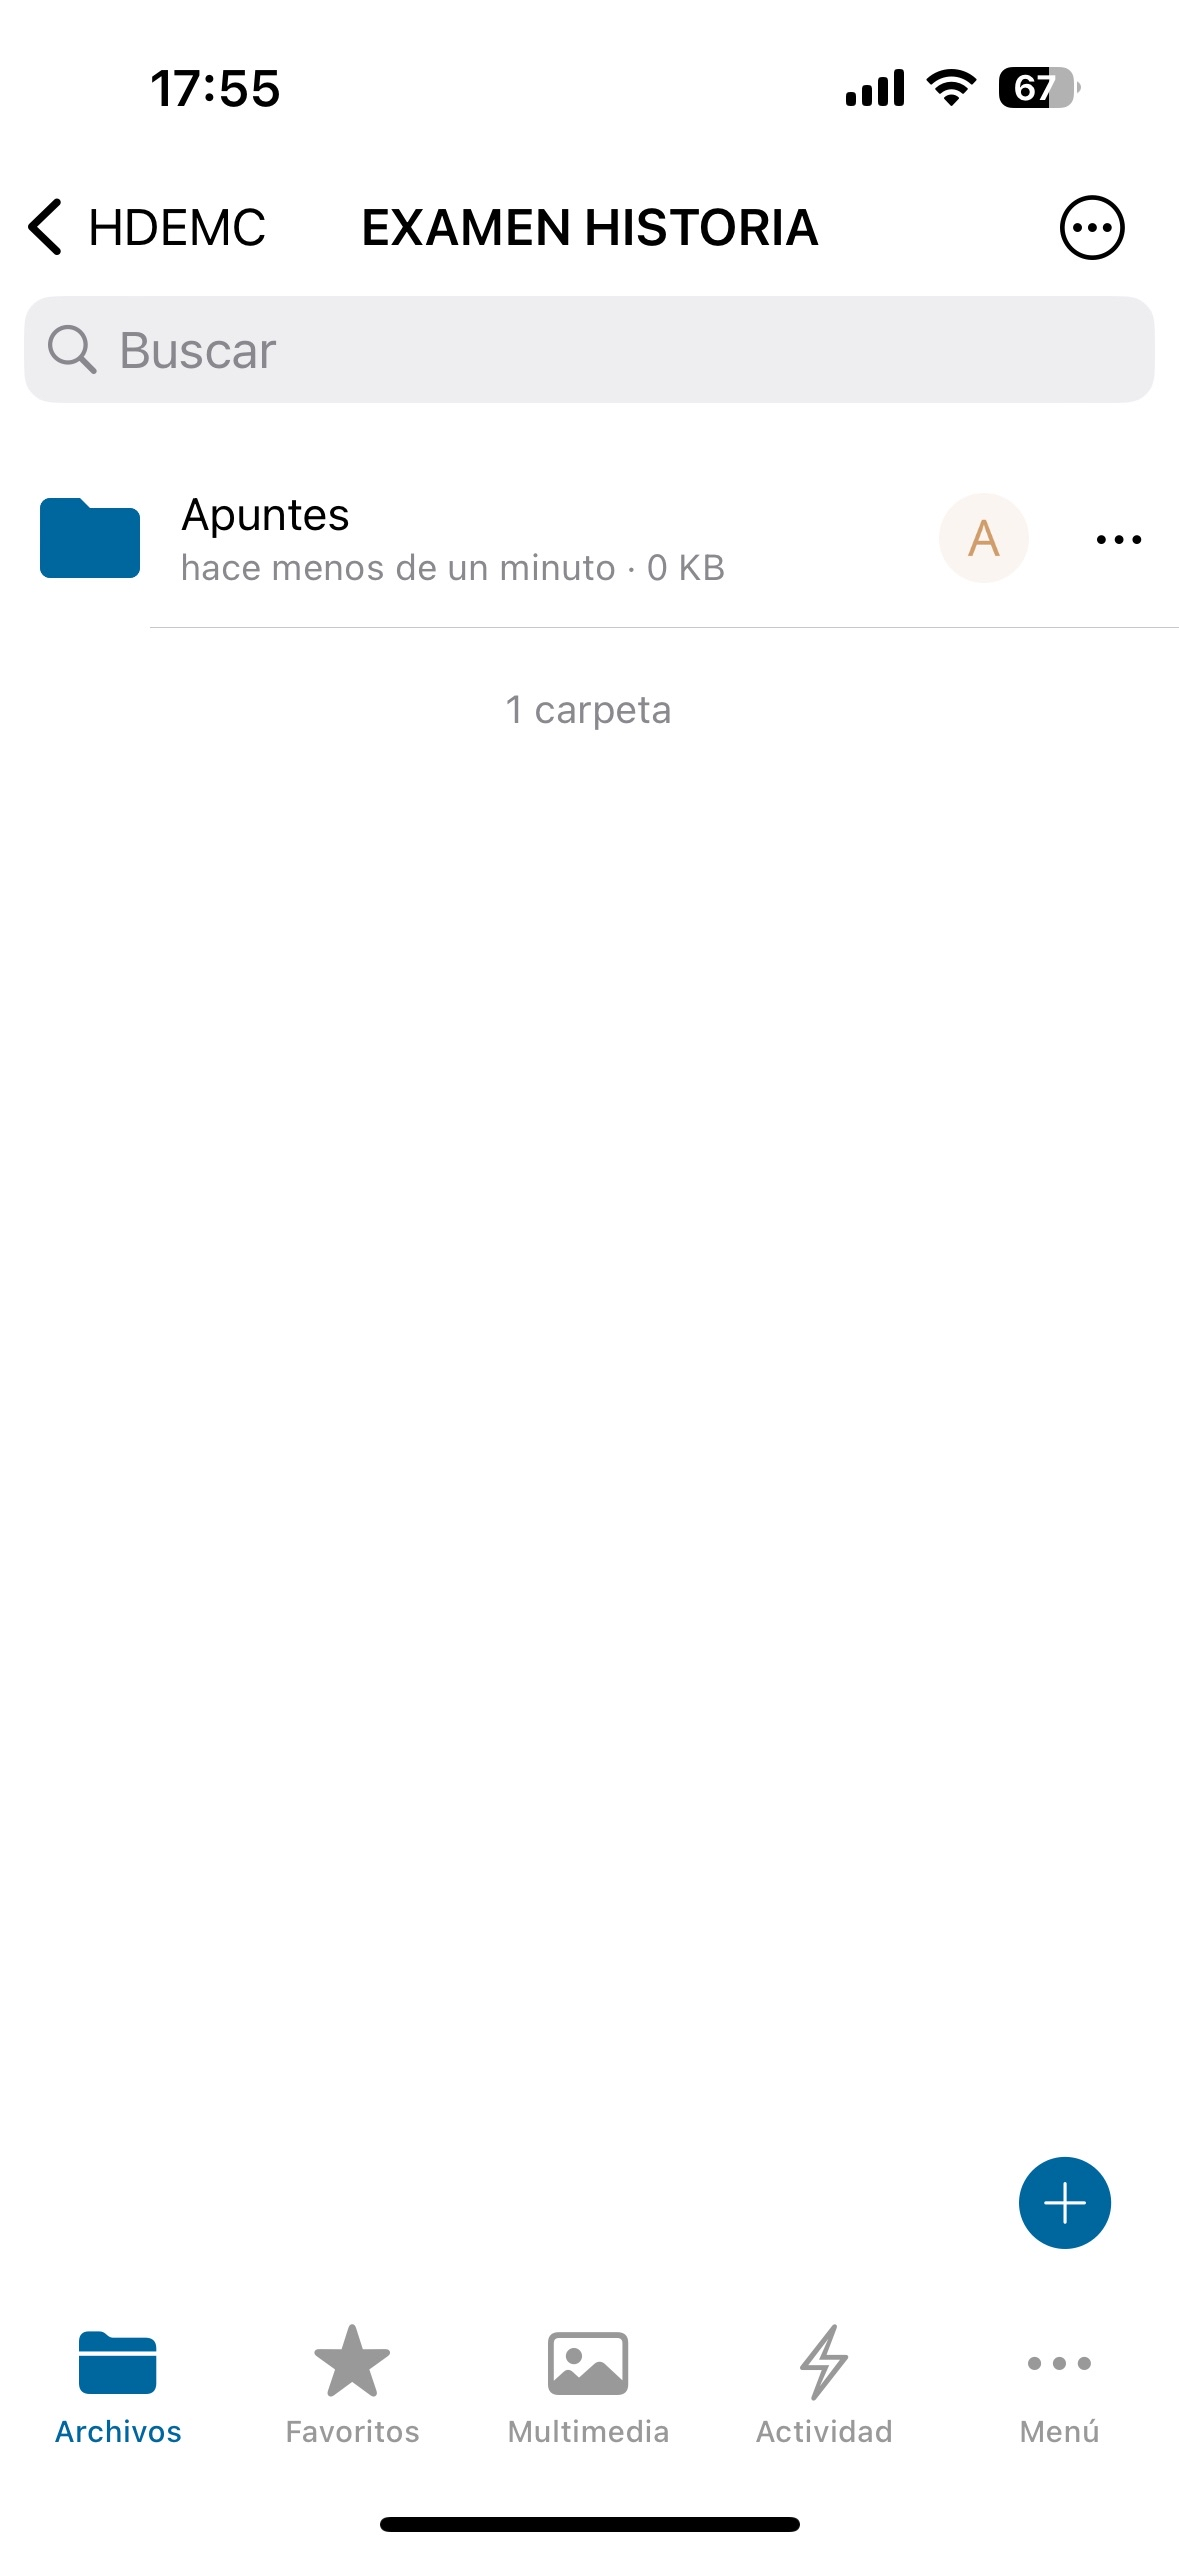 17:55
67
HDEMC
EXAMEN HISTORIA
Buscar
Apuntes
hace menos de un minuto · 0 KB
A
1 carpeta
Archivos
Favoritos
Multimedia
Actividad
Menú